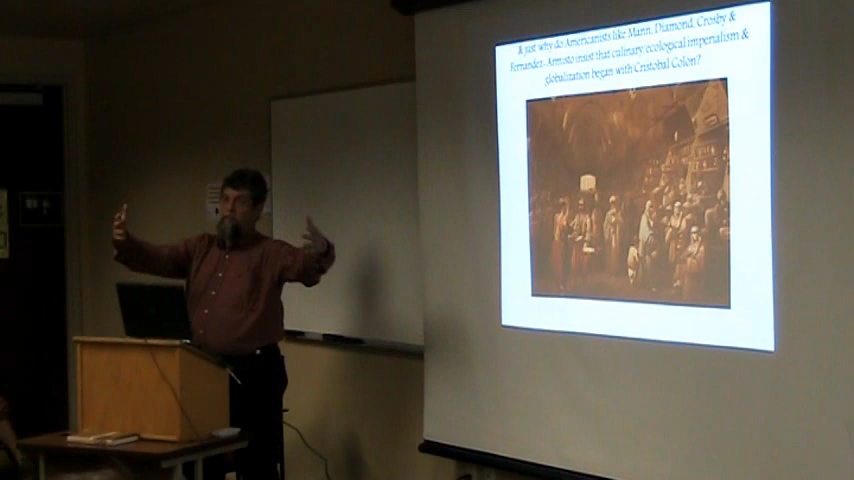 & just why do Americanists like Mann, Diamond, Crosby &
Fernandez-Armisto insist that culinary/ecological imperialism &
globalization began with Cristobal Colon?